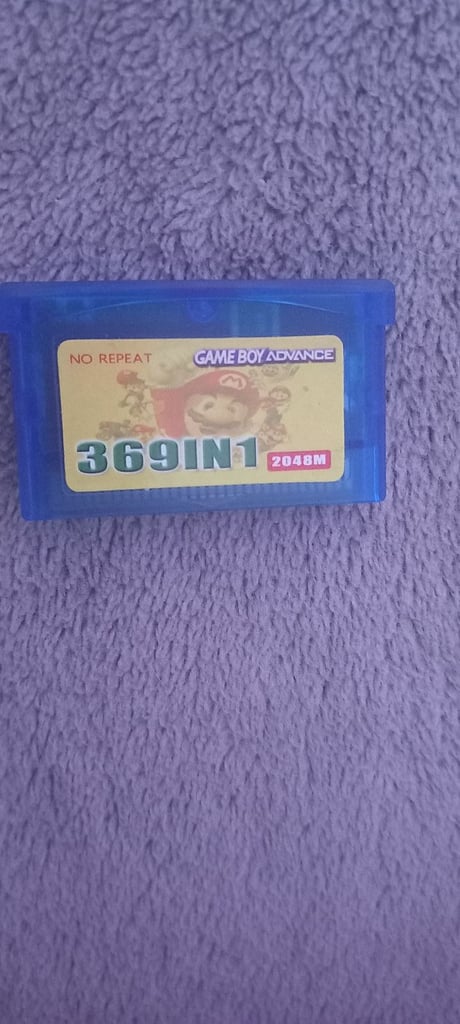 NO REPEAT
GAME BOY ADVANCE
M
369IN1
2048M